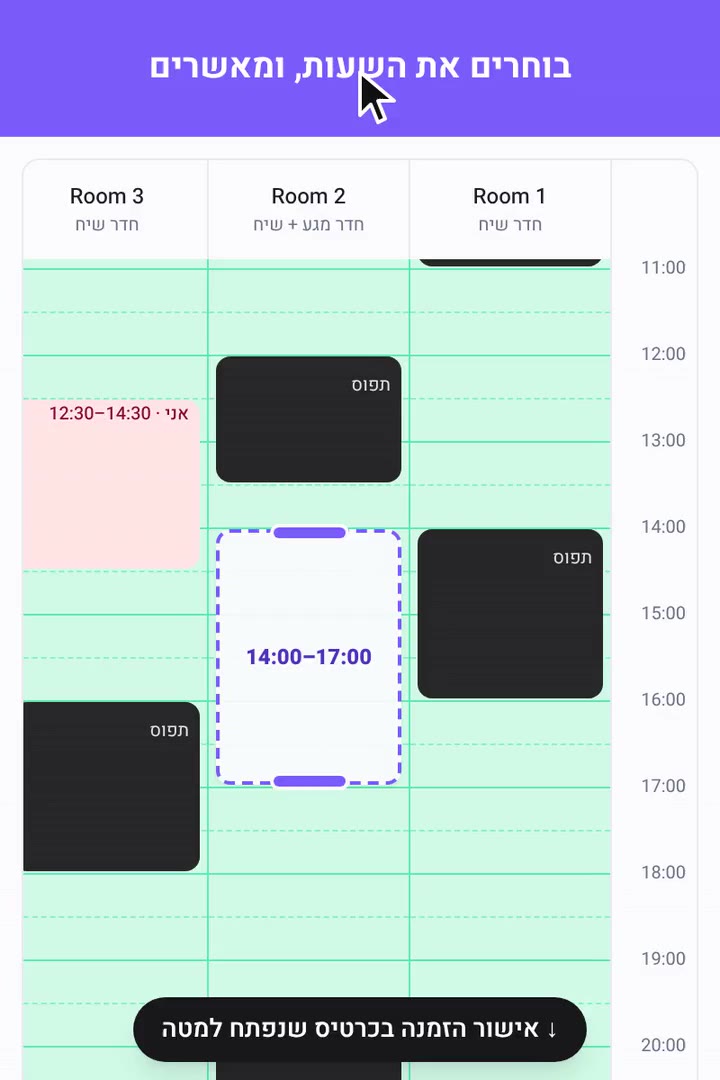 בוחרים את השעות, ומאשרים
Room 1
חדר שיח
Room 2
חדר מגע + שיח
Room 3
חדר שיח
11:00
12:00
תפוס
אני · 12:30–14:30
13:00
14:00
תפוס
15:00
14:00–17:00
16:00
תפוס
17:00
18:00
19:00
↓ אישור הזמנה בכרטיס שנפתח למטה
20:00